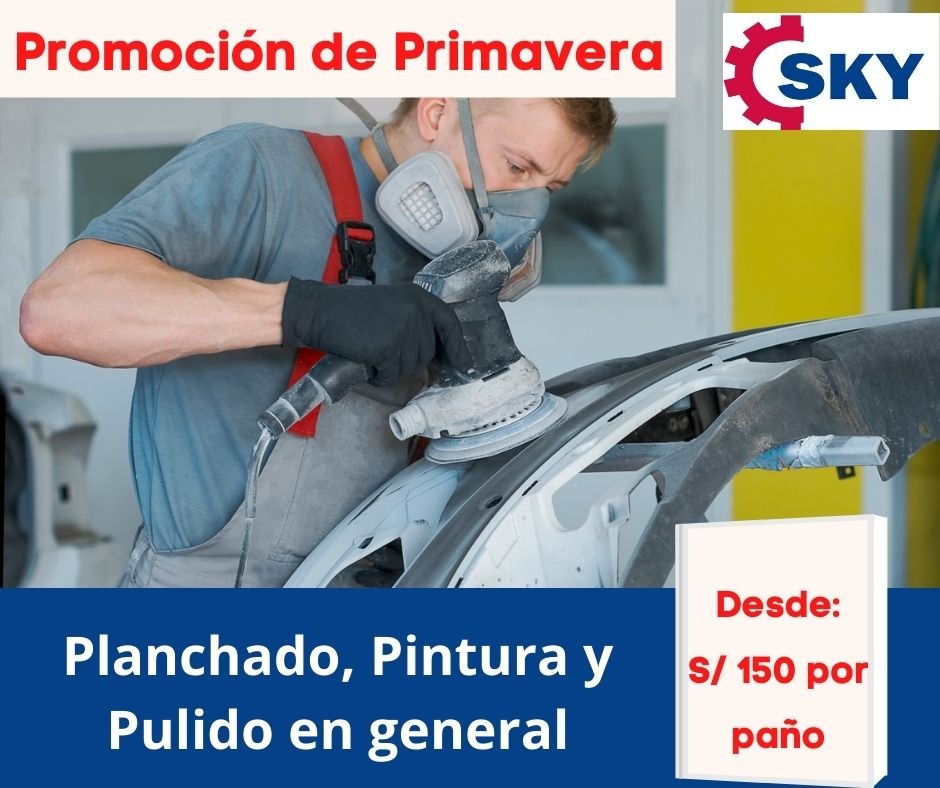 Promoción de Primavera
SKY
Planchado, Pintura y
Pulido en general
Desde:
S/ 150 por
paño